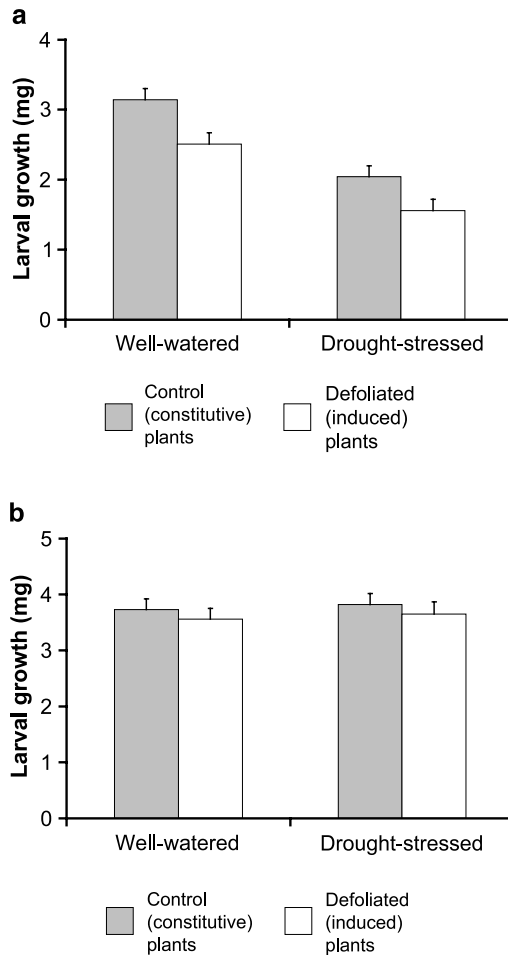 a
Larval growth (mg)
4
3
2
1
0
Well-watered
Drought-stressed
Control
(constitutive)
plants
Defoliated
(induced)
plants
b
Larval growth (mg)
5
4
3
2
1
0
Well-watered
Drought-stressed
Control
(constitutive)
plants
Defoliated
(induced)
plants